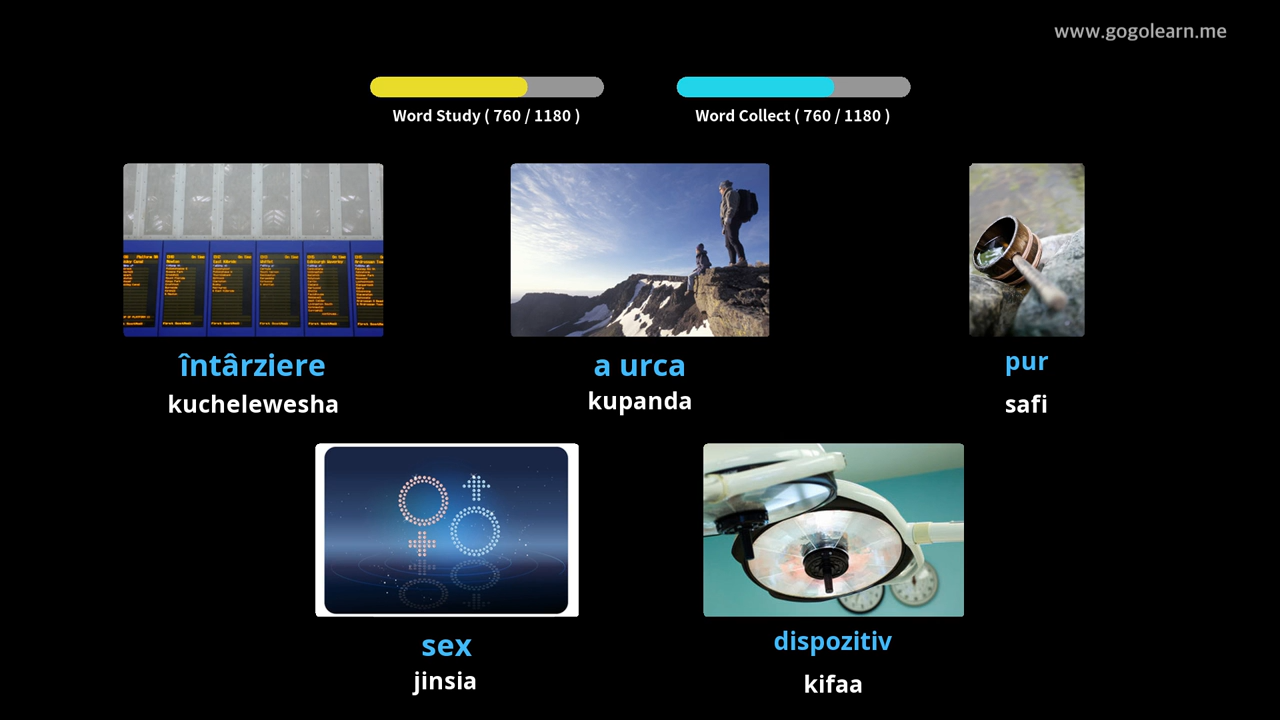 www.gogolearn.me
Word Study ( 760 / 1180 )
Word Collect ( 760 / 1180 )
întârziere
kuchelewesha
a urca
kupanda
pur
safi
sex
jinsia
dispozitiv
kifaa